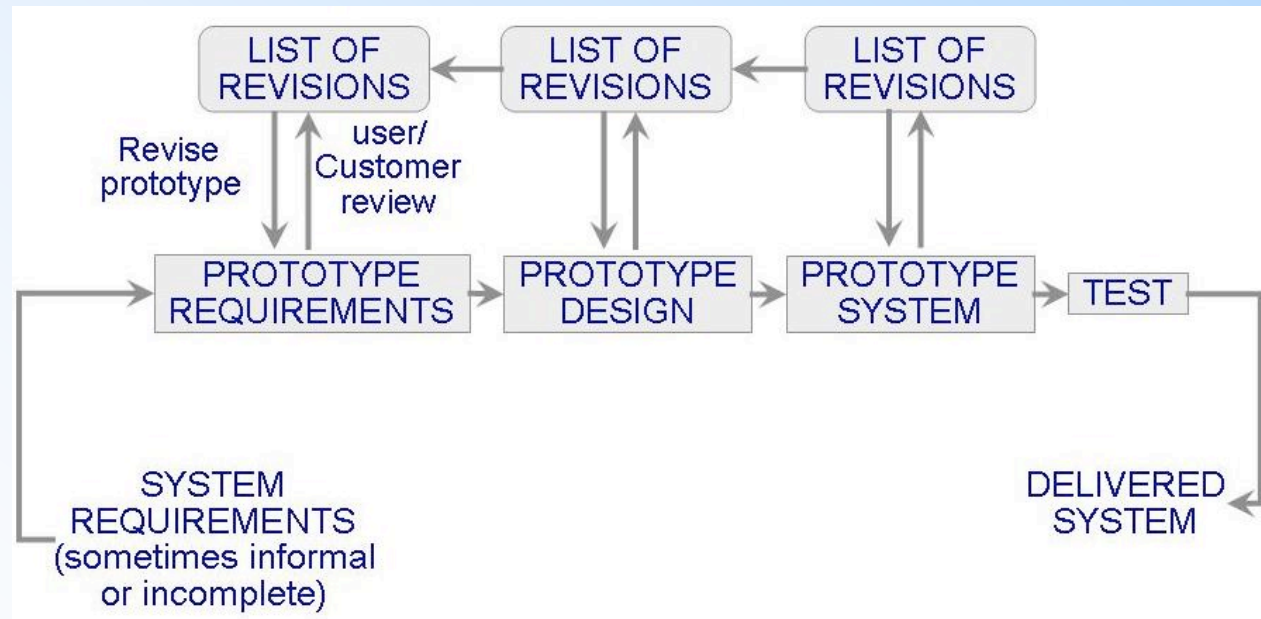 LIST OF
REVISIONS
LIST OF
REVISIONS
LIST OF
REVISIONS
Revise
prototype
user/
Customer
review
PROTOTYPE
REQUIREMENTS
PROTOTYPE
DESIGN
PROTOTYPE
SYSTEM
TEST
SYSTEM
REQUIREMENTS
(sometimes informal
or incomplete)
DELIVERED
SYSTEM